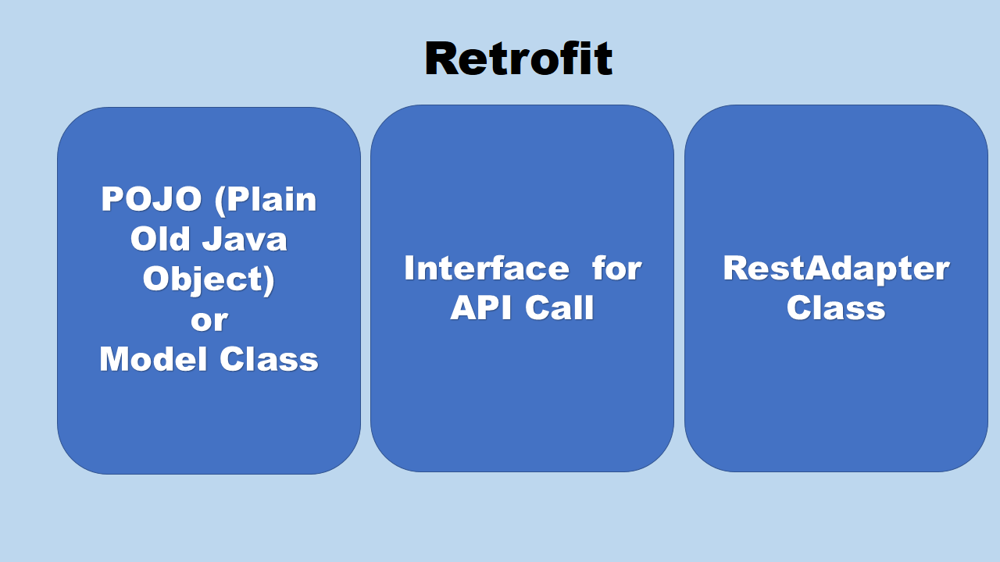 Retrofit
POJO (Plain
Old Java
Object)
or
Model Class
Interface  for
API Call
RestAdapter
Class